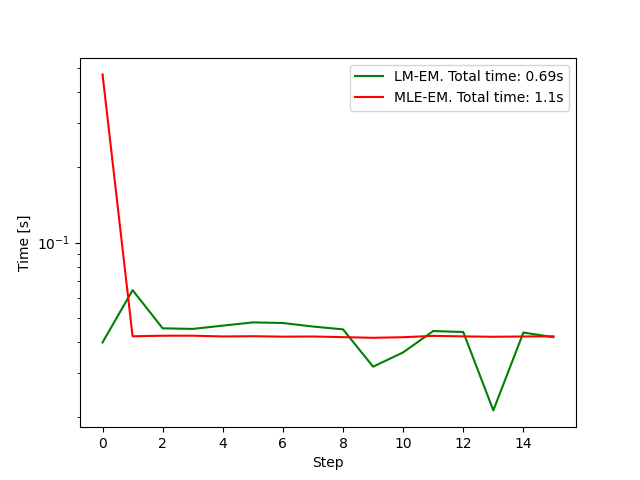 LM-EM. Total time: 0.69s
MLE-EM. Total time: 1.1s
Time [s]
10⁻¹
0 2 4 6 8 10 12 14
Step